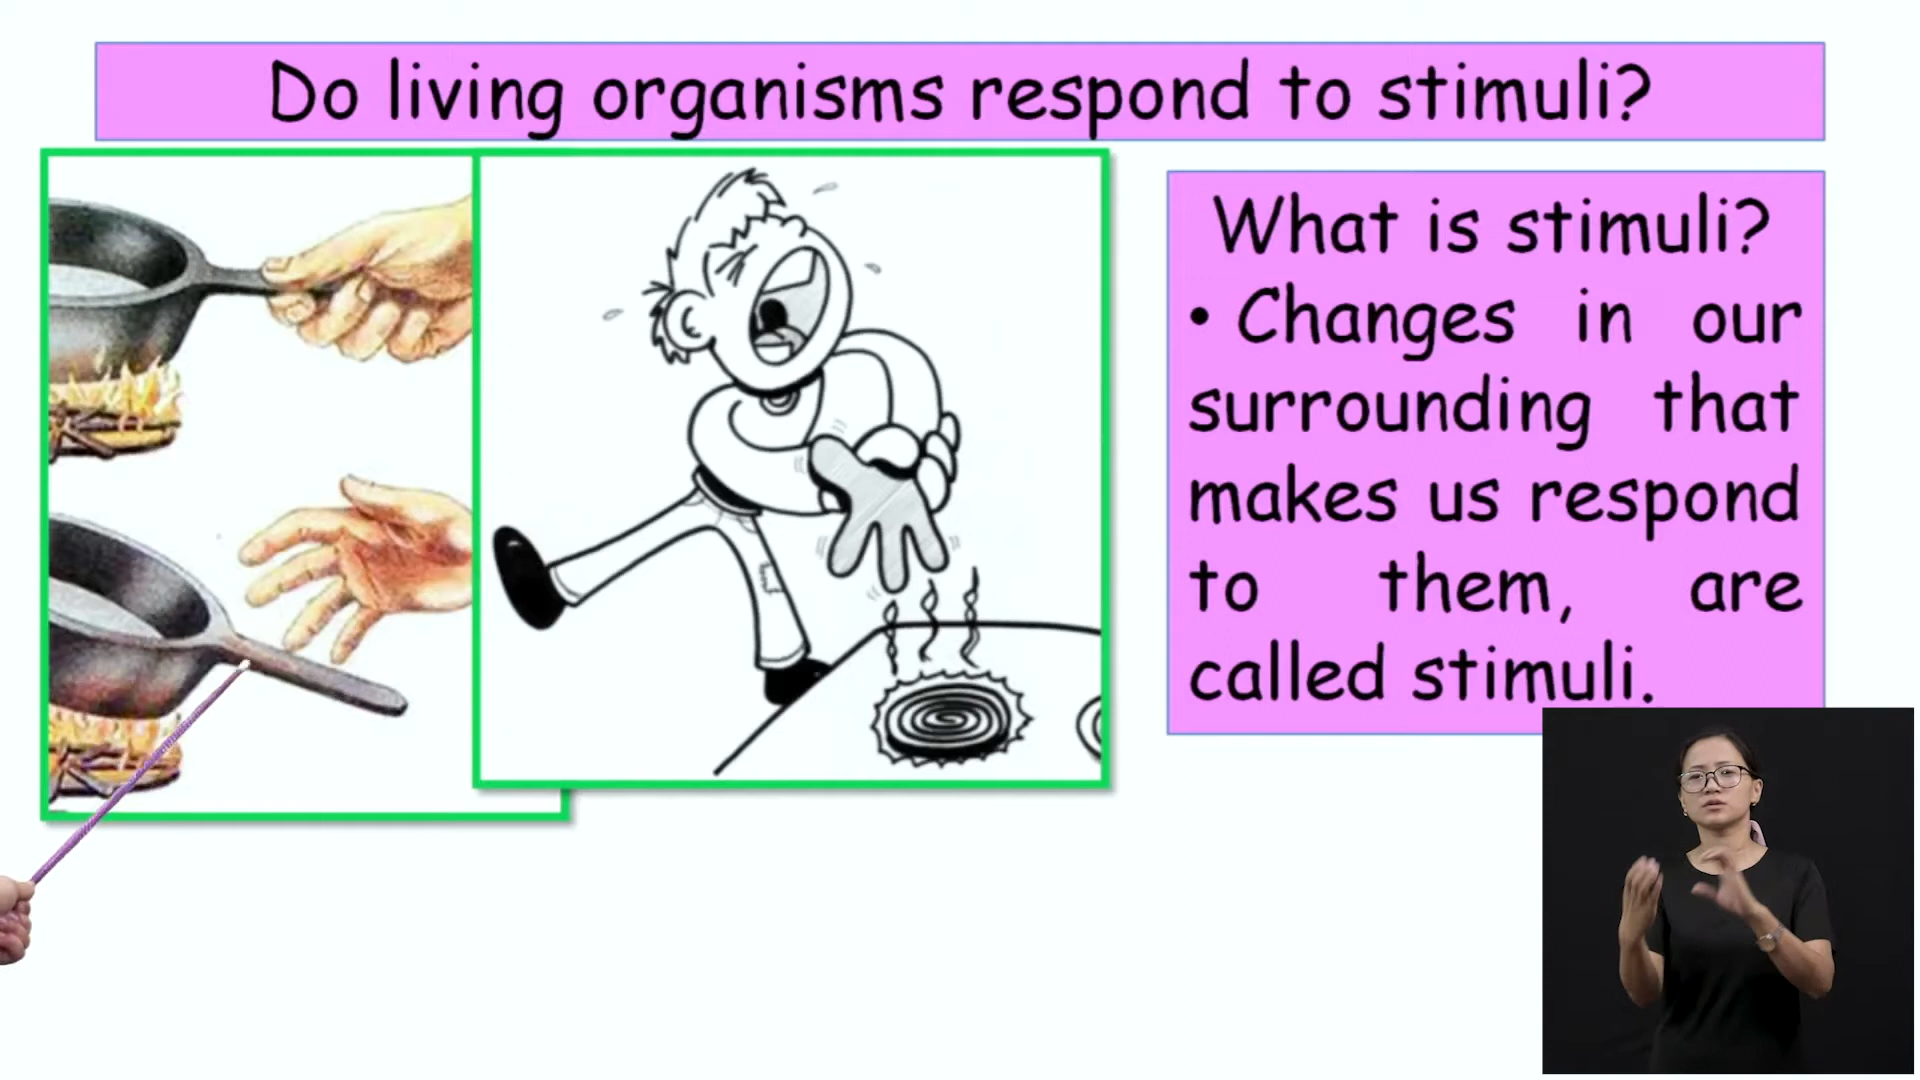 Do living organisms respond to stimuli?
What is stimuli?
• Changes in our
surrounding that
makes us respond
to them, are
called stimuli.